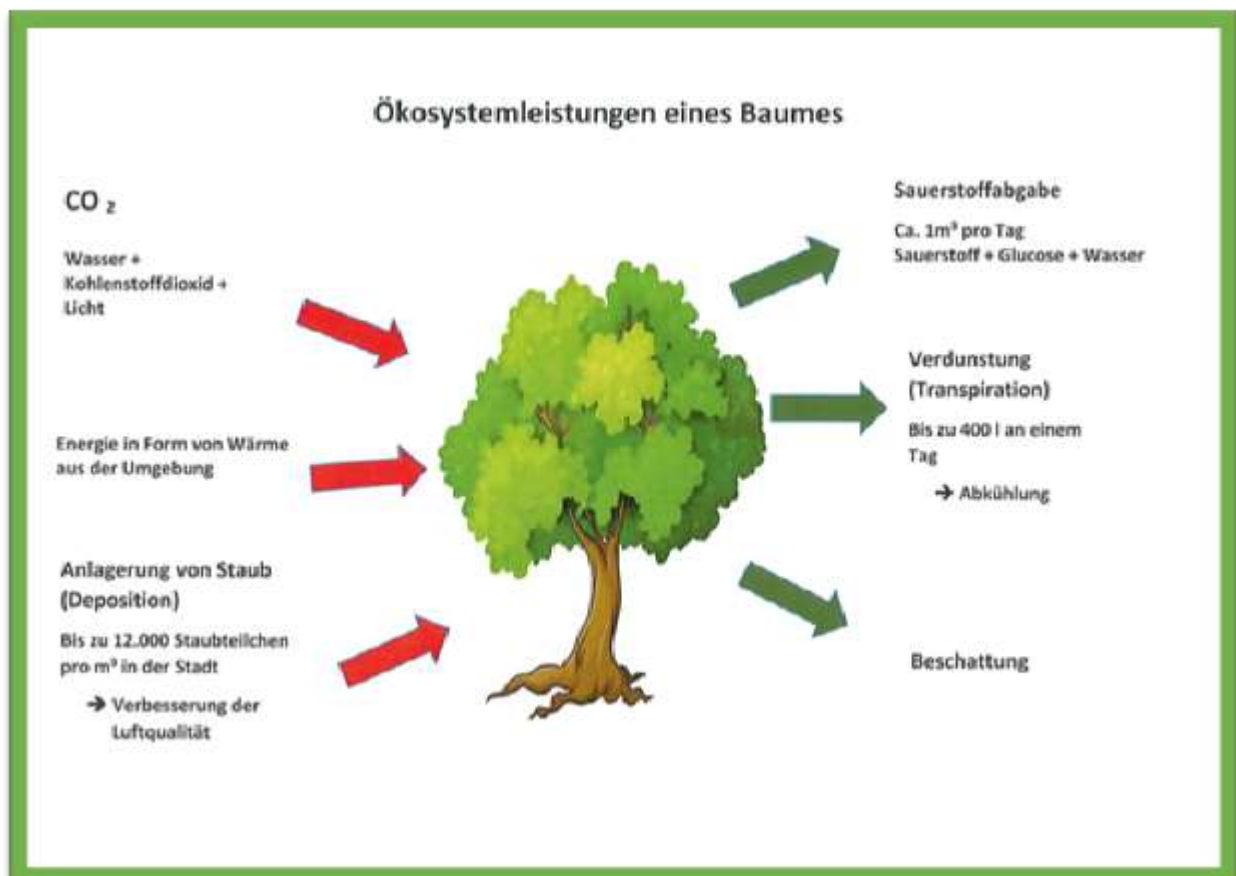 Ökosystemleistungen eines Baumes
CO 2
Wasser +
Kohlenstoffdioxid +
Licht
Energie in Form von Wärme
aus der Umgebung
Anlagerung von Staub
(Deposition)
Bis zu 12.000 Staubteilchen
pro m³ in der Stadt
➔ Verbesserung der
Luftqualität
Sauerstoffabgabe
Ca. 1m³ pro Tag
Sauerstoff + Glucose + Wasser
Verdunstung
(Transpiration)
Bis zu 400 l an einem
Tag
➔ Abkühlung
Beschattung